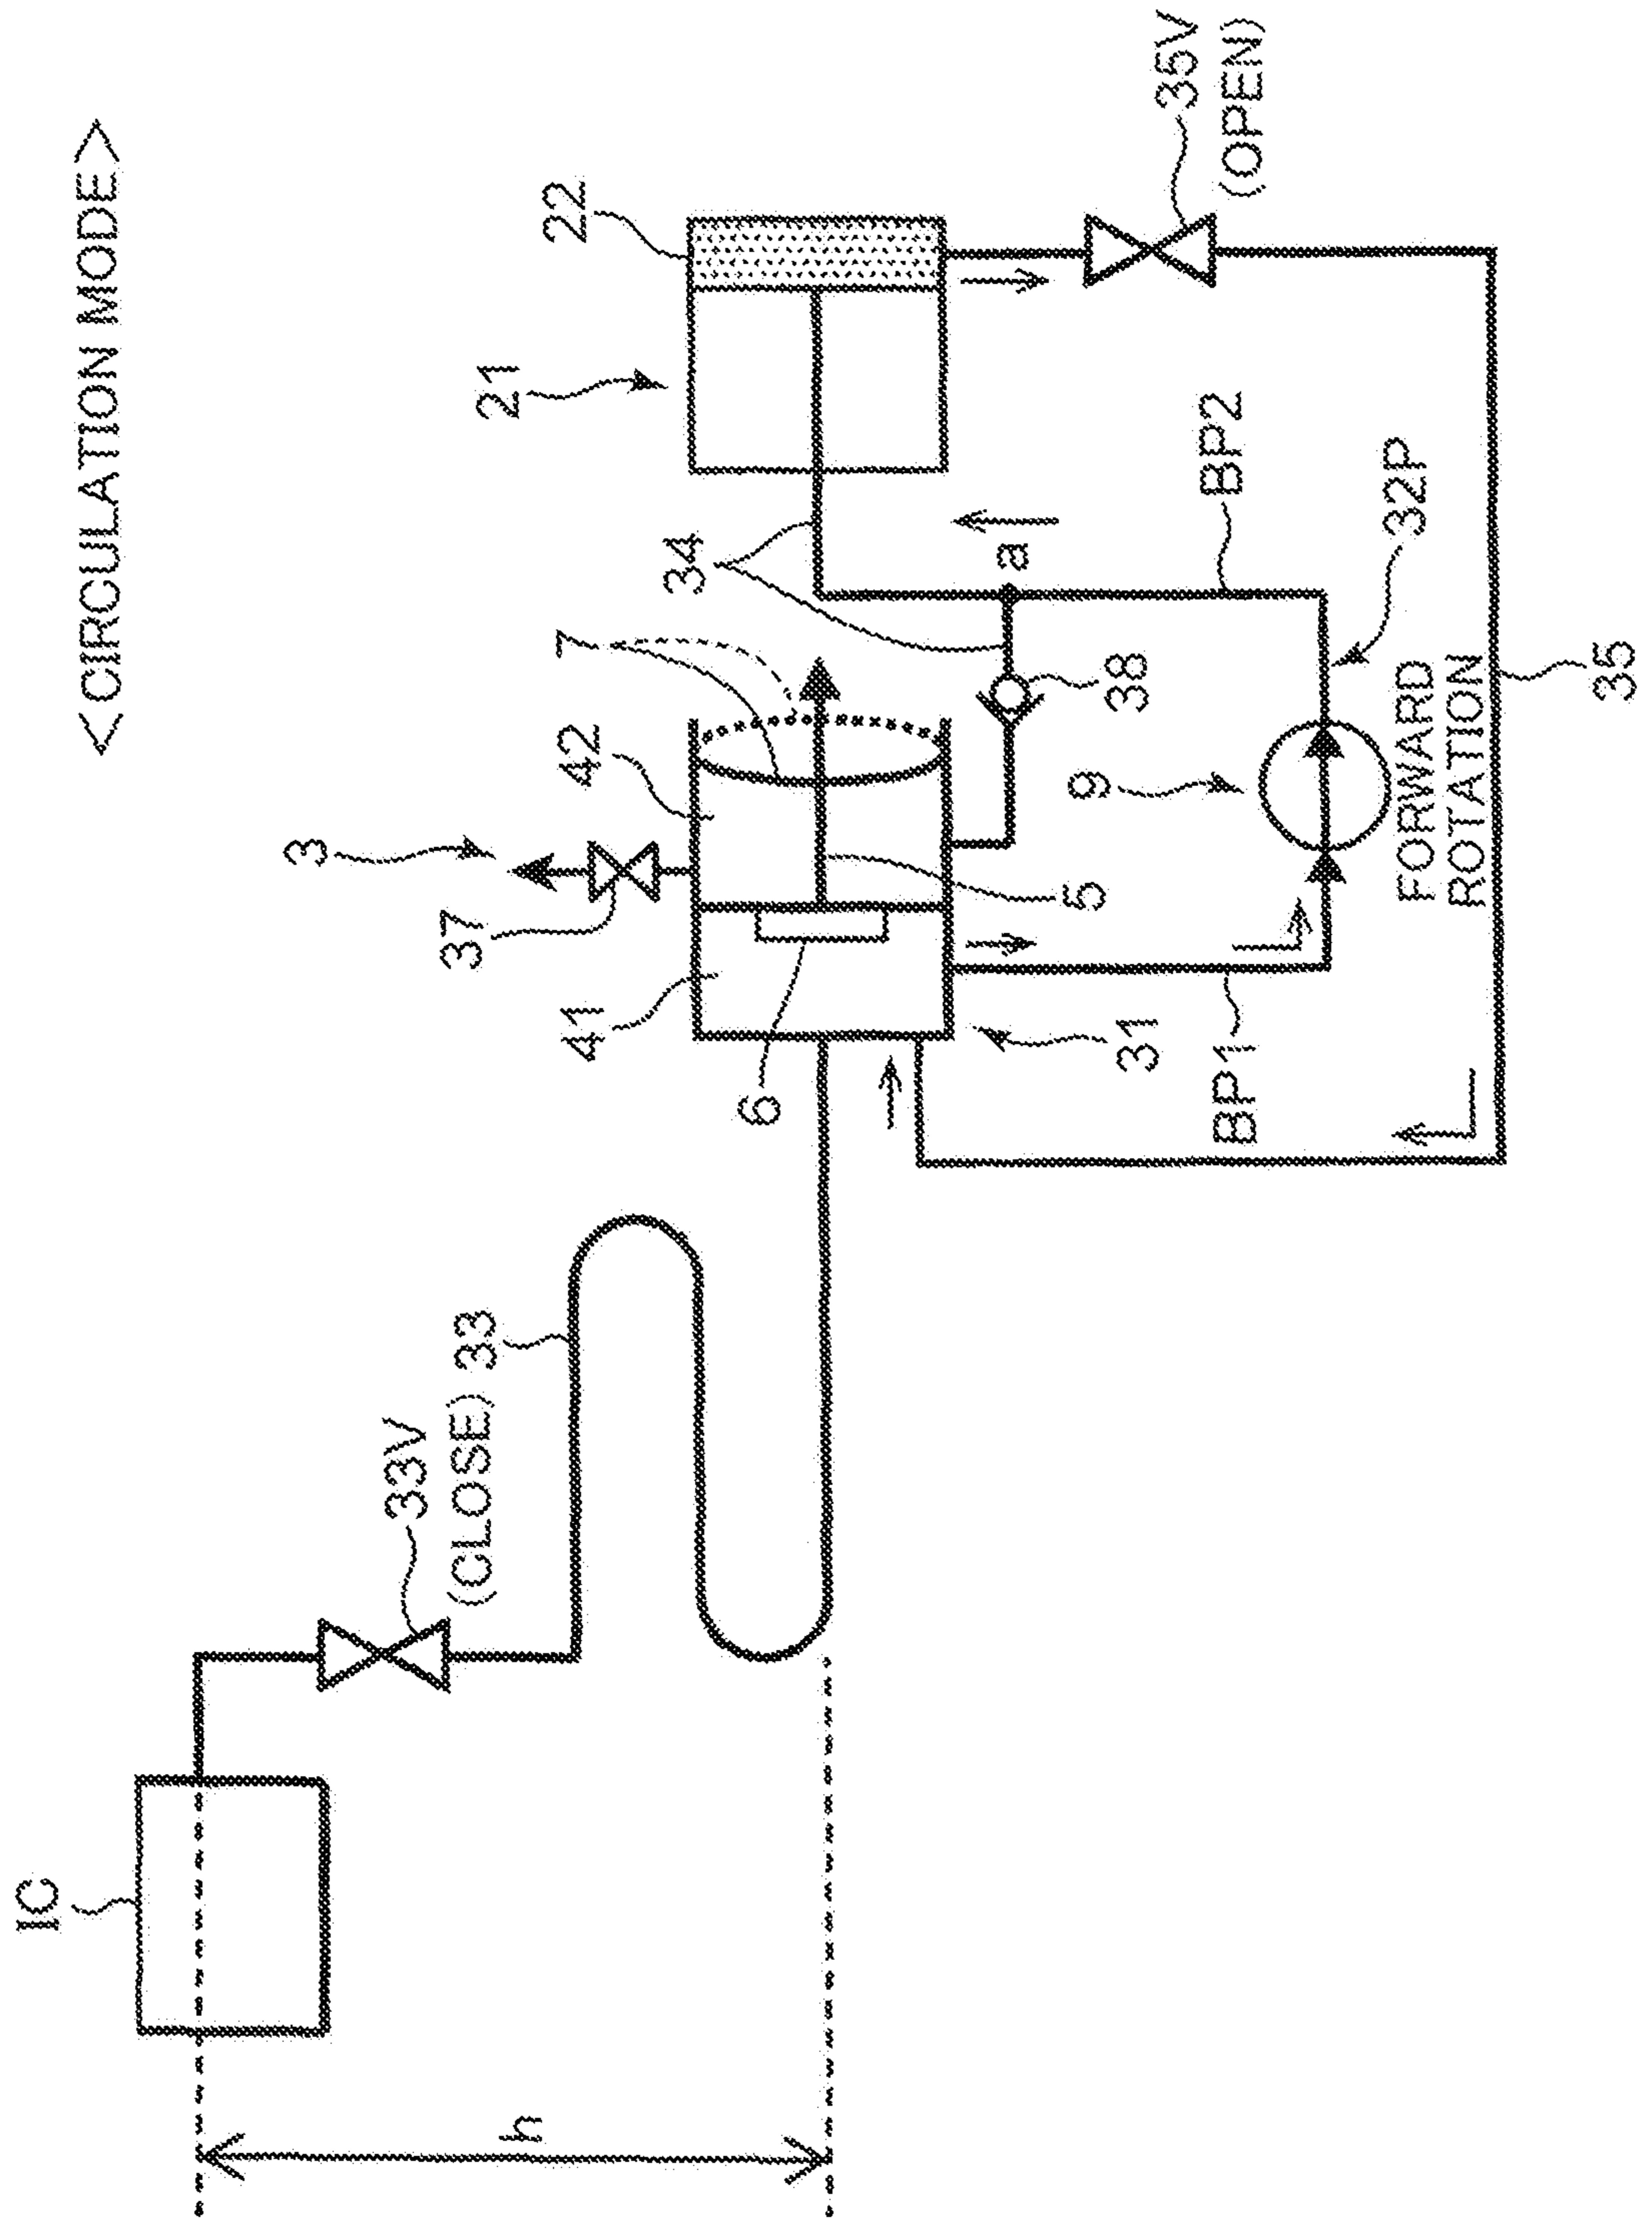 <CIRCULATION MODE>
IC
33V
(CLOSE)
33
h
3
37
41
42
7
6
5
31
34
21
22
a
38
9
FORWARD
ROTATION
32P
BP1
BP2
35
35V
(OPEN)